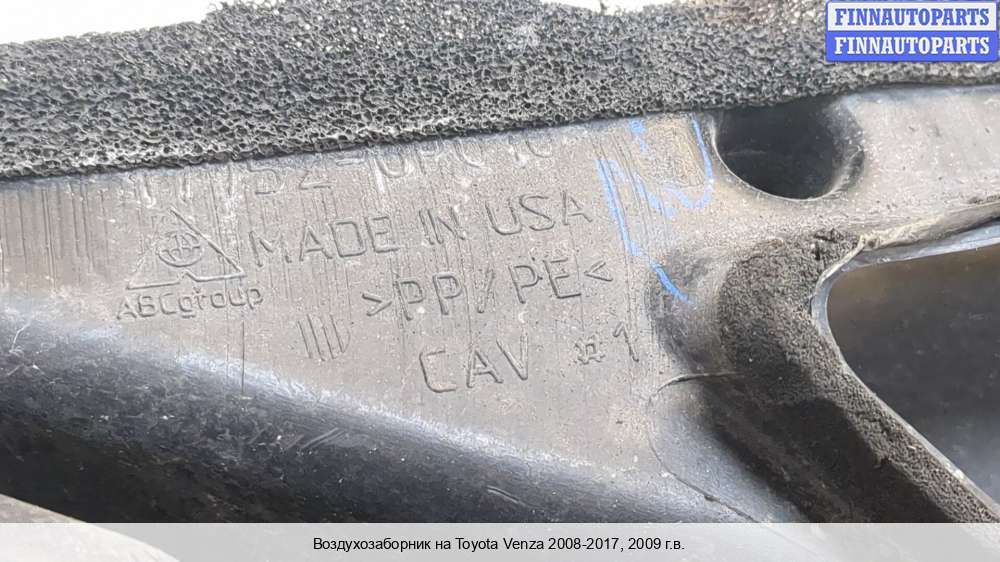 FINNAUTOPARTS
FINNAUTOPARTS
MADE IN USA
ABCgroup
>PP/PE<
CAV #1
Воздухозаборник на Toyota Venza 2008-2017, 2009 г.в.